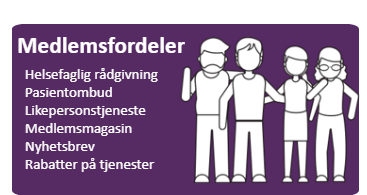 Medlemsfordeler
Helsefaglig rådgivning
Pasientombud
Likepersonstjeneste
Medlemsmagasin
Nyhetsbrev
Rabatter på tjenester